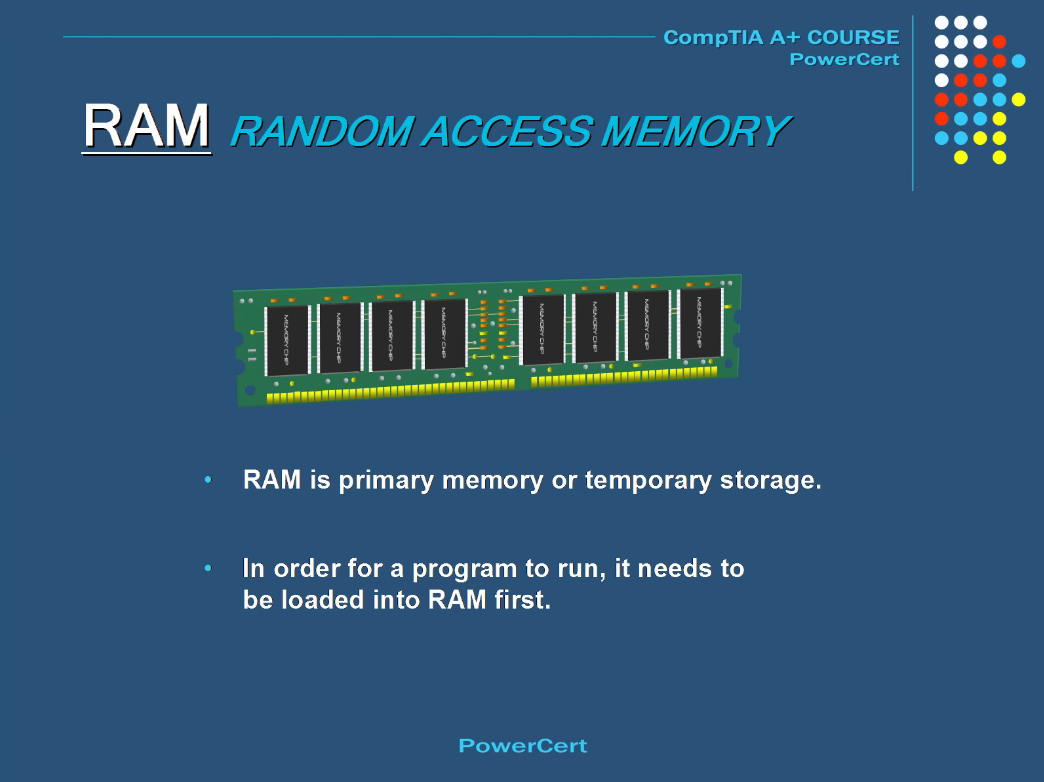 CompTIA A+ COURSE
PowerCert
RAM RANDOM ACCESS MEMORY
MEMORY CHIP
MEMORY CHIP
MEMORY CHIP
MEMORY CHIP
MEMORY CHIP
MEMORY CHIP
MEMORY CHIP
MEMORY CHIP
• RAM is primary memory or temporary storage.
• In order for a program to run, it needs to
be loaded into RAM first.
PowerCert